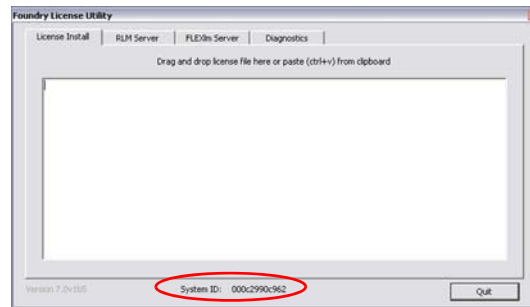 Foundry License Utility
License Install RLM Server FLEXlm Server Diagnostics
Drag and drop license file here or paste (ctrl+v) from clipboard
Version 7.0v1b5 System ID: 000c2990c962 Quit